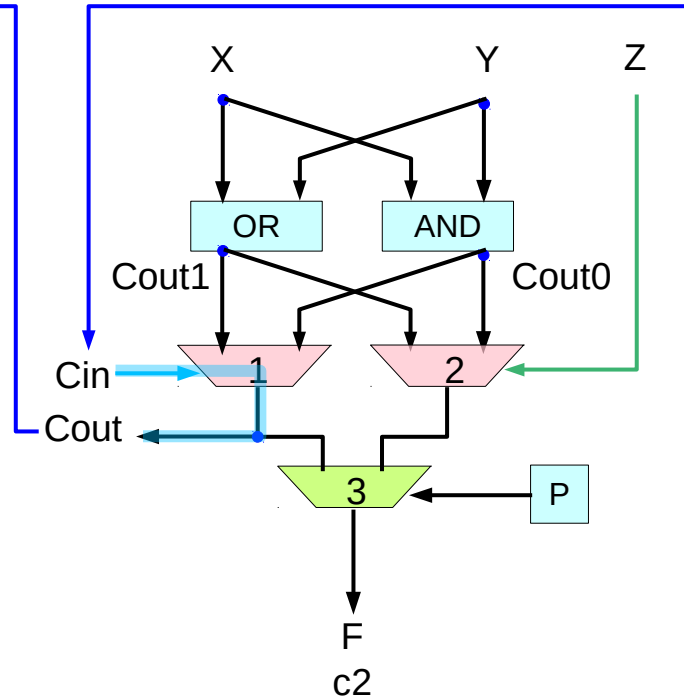 X Y Z
OR AND
Cout1 Cout0
Cin 1 2
Cout
3 P
F
c2